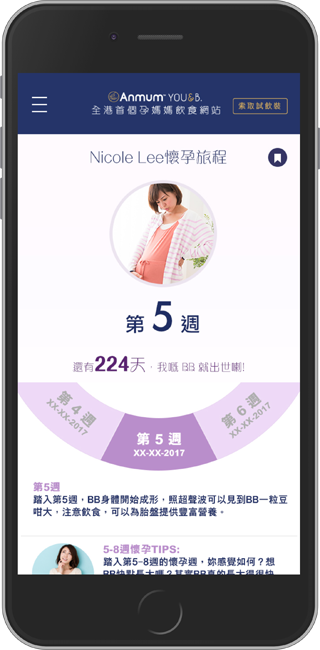 Anmum™ YOU&B.
全港首個孕媽媽飲食網站
索取試飲裝
Nicole Lee懷孕旅程
第 5 週
還有224天，我嘅 BB 就出世喇!
第 4 週
XX-XX-2017
第 5 週
XX-XX-2017
第 6 週
XX-XX-2017
第5週
踏入第5週，BB身體開始成形，照超聲波可以見到BB一粒豆
咁大，注意飲食，可以為胎盤提供豐富營養。
5-8週懷孕TIPS:
踏入第5-8週的懷孕週，妳感覺如何？想